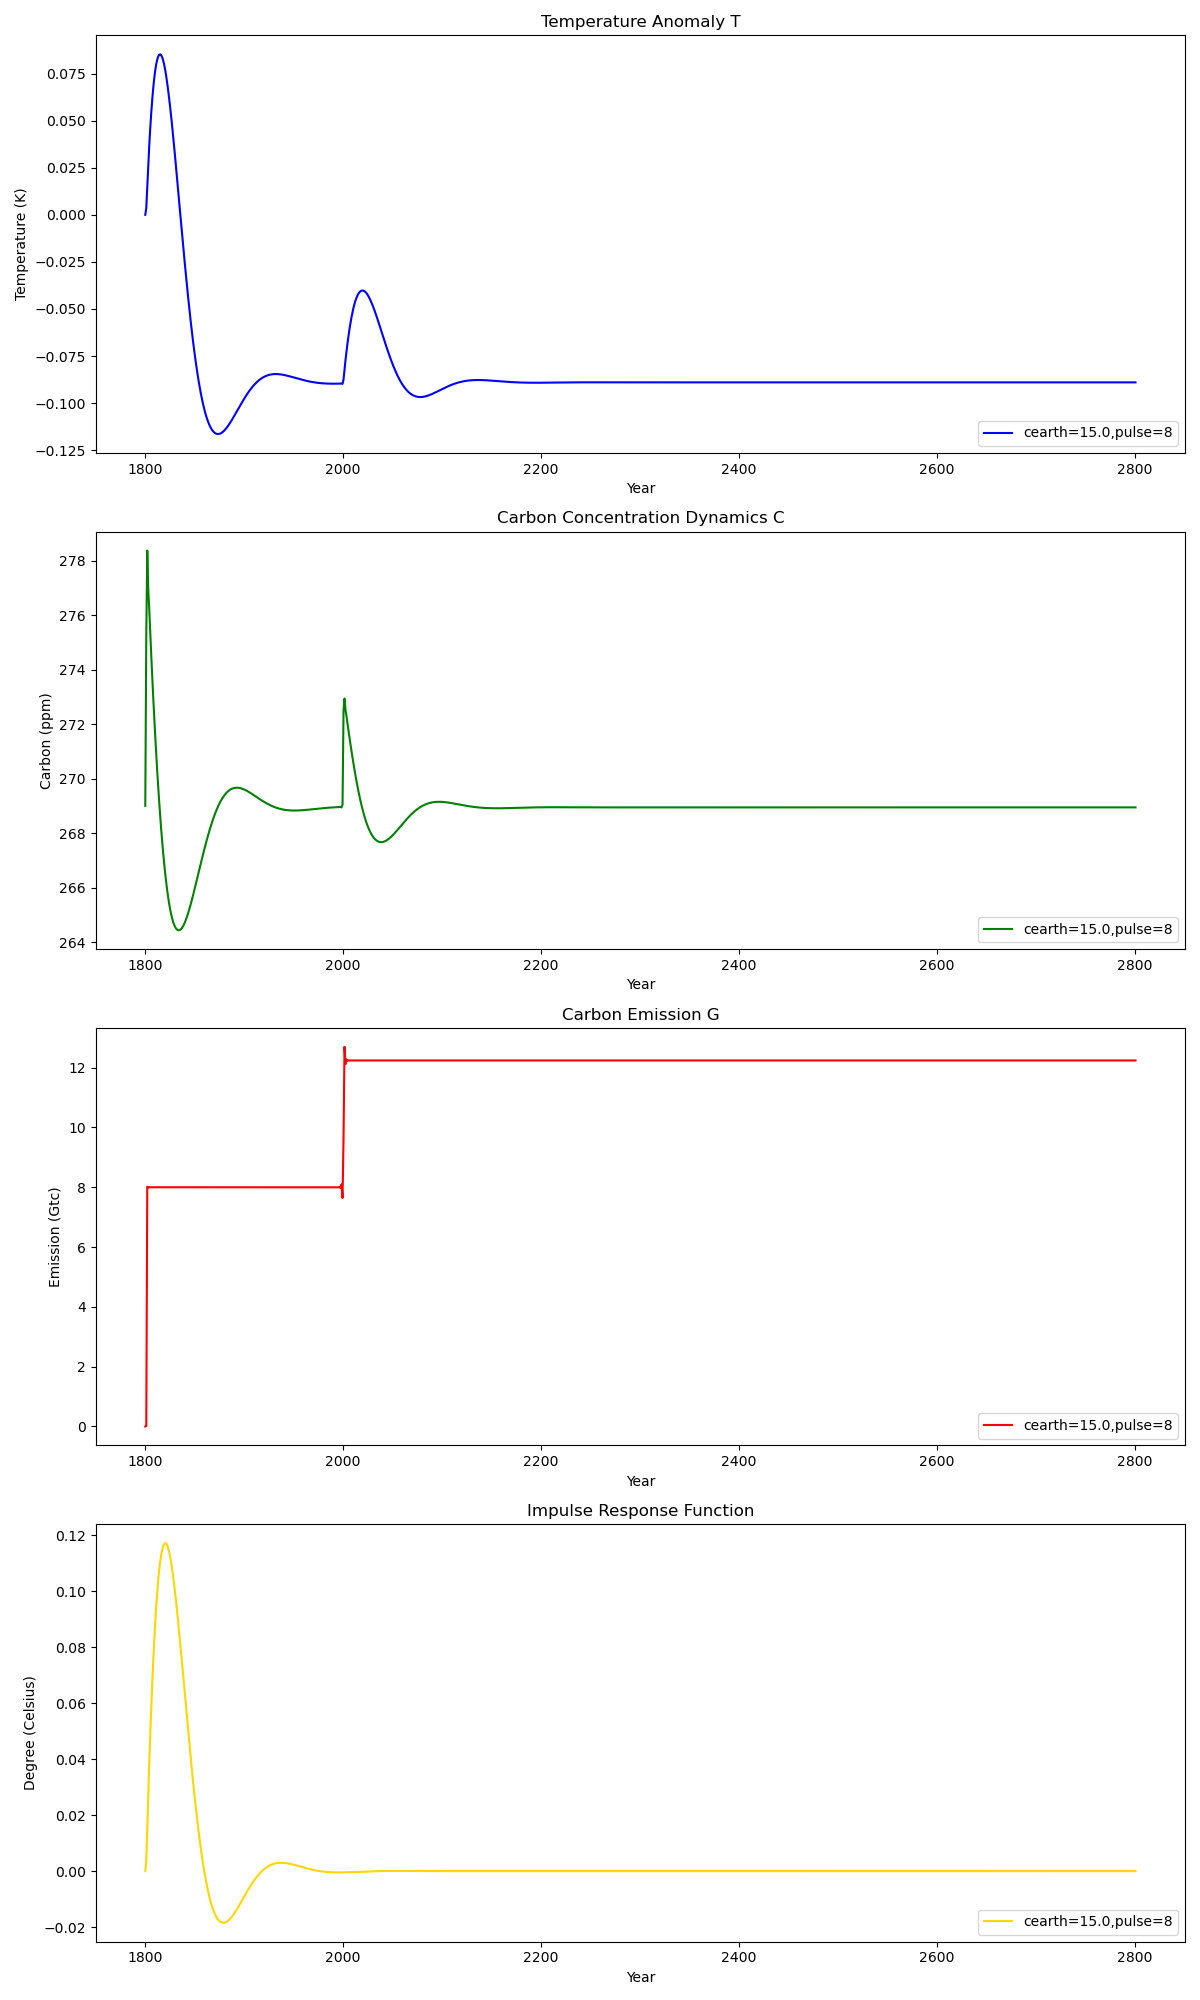 Temperature Anomaly T
Temperature (K)
0.075
0.050
0.025
0.000
−0.025
−0.050
−0.075
−0.100
−0.125
cearth=15.0,pulse=8
1800 2000 2200 2400 2600 2800
Year
Carbon Concentration Dynamics C
Carbon (ppm)
278
276
274
272
270
268
266
264
cearth=15.0,pulse=8
1800 2000 2200 2400 2600 2800
Year
Carbon Emission G
Emission (Gtc)
12
10
8
6
4
2
0
cearth=15.0,pulse=8
1800 2000 2200 2400 2600 2800
Year
Impulse Response Function
Degree (Celsius)
0.12
0.10
0.08
0.06
0.04
0.02
0.00
−0.02
cearth=15.0,pulse=8
1800 2000 2200 2400 2600 2800
Year